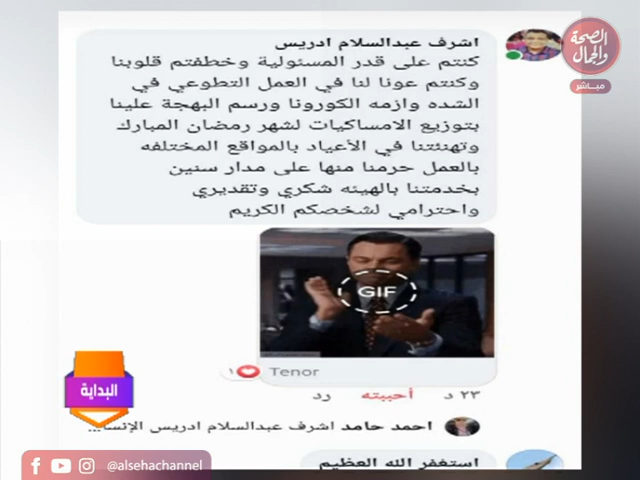 الصحة
والجمال
مباشر
اشرف عبدالسلام ادريس
كنتم على قدر المسئولية وخطفتم قلوبنا
وكنتم عونا لنا في العمل التطوعي في
الشده وازمه الكورونا ورسم البهجة علينا
بتوزيع الامساكيات لشهر رمضان المبارك
وتهنئتنا في الأعياد بالمواقع المختلفه
بالعمل حرمنا منها على مدار سنين
بخدمتنا بالهيئه شكري وتقديري
واحترامي لشخصكم الكريم
GIF
Tenor
١
٢٣ د أحببته رد
البداية
احمد حامد اشرف عبدالسلام ادريس الإنسا...
استغفر الله العظيم
@alsehachannel